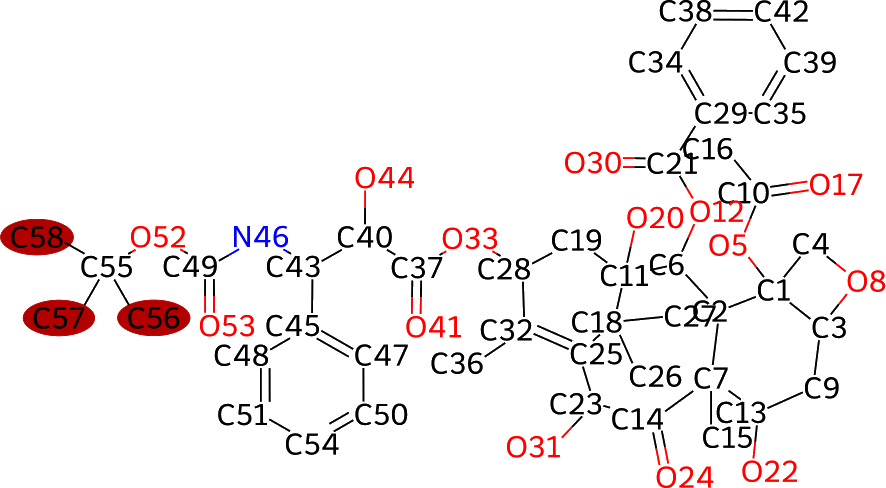 C38 C42
C34 C39
C29 C35
O30 C21 C16
C10 O17
O44 O12
O20
O52 N46 C40 O33 C19 O5 C4
C58 C55 C49 C43 C37 C28 C11 C6 C1 O8
C57 C56 O53 C45 O41 C32 C18 C27 C2 C3
C48 C47 C36 C25 C26 C7 C9
C51 C50 C23 C14 C13
C54 O31 C15
O24 O22